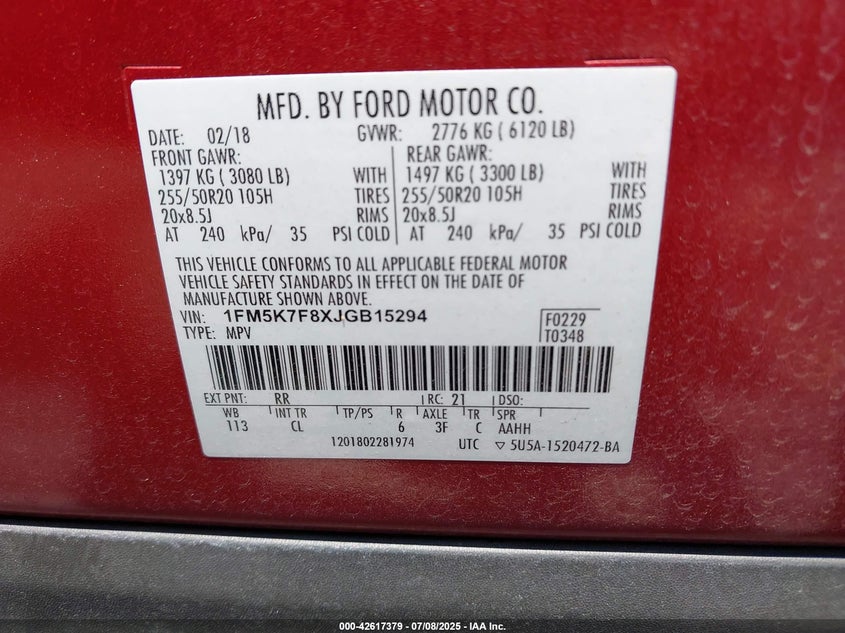 MFD. BY FORD MOTOR CO.
DATE: 02/18 GVWR: 2776 KG ( 6120 LB)
FRONT GAWR: REAR GAWR:
1397 KG ( 3080 LB) WITH 1497 KG ( 3300 LB) WITH
255/50R20 105H TIRES 255/50R20 105H TIRES
20x8.5J RIMS 20x8.5J RIMS
AT 240 kPa/ 35 PSI COLD AT 240 kPa/ 35 PSI COLD
THIS VEHICLE CONFORMS TO ALL APPLICABLE FEDERAL MOTOR
VEHICLE SAFETY STANDARDS IN EFFECT ON THE DATE OF
MANUFACTURE SHOWN ABOVE.
VIN: 1FM5K7F8XJGB15294 F0229
TYPE: MPV T0348
EXT PNT: RR RC: 21 DSO:
WB INT TR TP/PS R AXLE TR SPR
113 CL 6 3F C AAHH
1201802281974 UTC ▽ 5U5A-1520472-BA
000-42617379 - 07/08/2025 - IAA Inc.